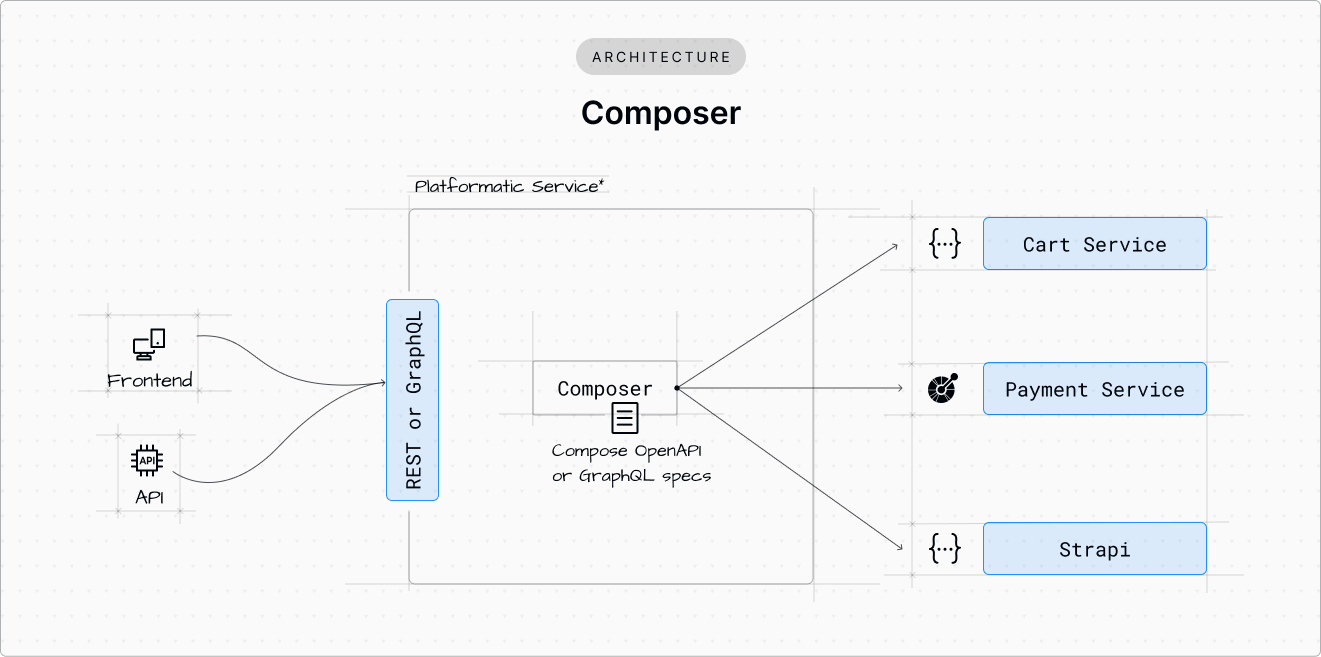 ARCHITECTURE
Composer
Platformatic Service*
Frontend
API
API
REST or GraphQL
Composer
Compose OpenAPI
or GraphQL specs
{...}
Cart Service
Payment Service
{...}
Strapi